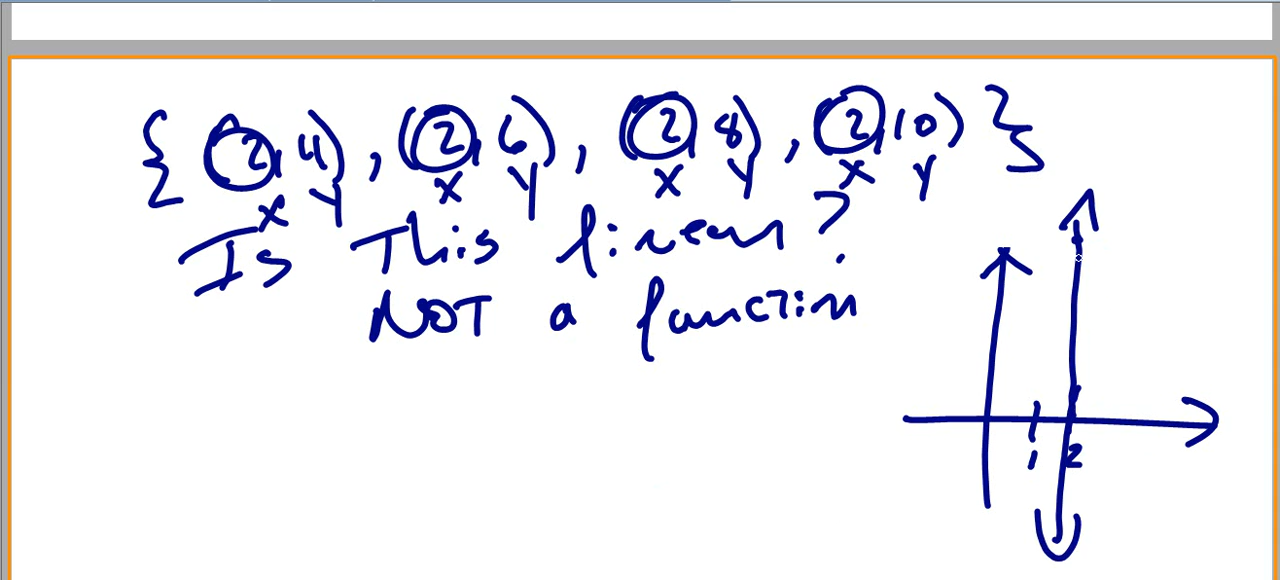 {(2,4), (2,6), (2,8), (2,10)}
x y x y x y x y
Is This linear?
NOT a function
1 2